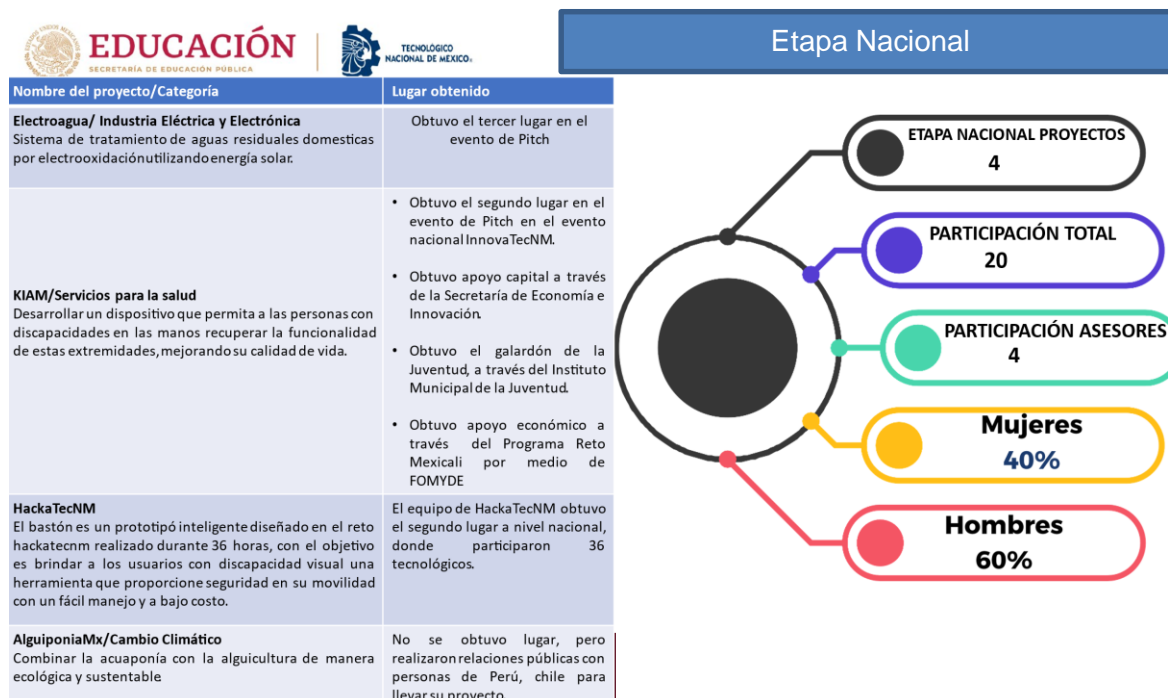 EDUCACIÓN
SECRETARÍA DE EDUCACIÓN PÚBLICA
TECNOLÓGICO
NACIONAL DE MÉXICO®
Etapa Nacional
Nombre del proyecto/Categoría
Lugar obtenido
Electroagua/ Industria Eléctrica y Electrónica
Sistema de tratamiento de aguas residuales domesticas
por electrooxidaciónutilizandoenergía solar.
Obtuvo el tercer lugar en el
evento de Pitch
KIAM/Servicios para la salud
Desarrollar un dispositivo que permita a las personas con
discapacidades en las manos recuperar la funcionalidad
de estas extremidades, mejorando su calidad de vida.
• Obtuvo el segundo lugar en el
evento de Pitch en el evento
nacional InnovaTecNM.
• Obtuvo apoyo capital a través
de la Secretaría de Economía e
Innovación.
• Obtuvo el galardón de la
Juventud, a través del Instituto
Municipal de la Juventud.
• Obtuvo apoyo económico a
través del Programa Reto
Mexicali por medio de
FOMYDE
HackaTecNM
El bastón es un prototipó inteligente diseñado en el reto
hackatecnm realizado durante 36 horas, con el objetivo
es brindar a los usuarios con discapacidad visual una
herramienta que proporcione seguridad en su movilidad
con un fácil manejo y a bajo costo.
El equipo de HackaTecNM obtuvo
el segundo lugar a nivel nacional,
donde participaron 36
tecnológicos.
AlguiponiaMx/Cambio Climático
Combinar la acuaponía con la alguicultura de manera
ecológica y sustentable
No se obtuvo lugar, pero
realizaron relaciones públicas con
personas de Perú, chile para
llevar su proyecto.
ETAPA NACIONAL PROYECTOS
4
PARTICIPACIÓN TOTAL
20
PARTICIPACIÓN ASESORES
4
Mujeres
40%
Hombres
60%